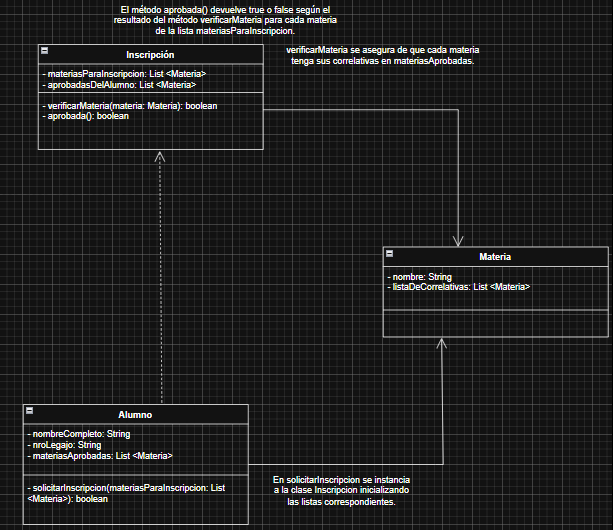 El método aprobada() devuelve true o false según el
resultado del método verificarMateria para cada materia
de la lista materiasParaInscripcion.
verificarMateria se asegura de que cada materia
tenga sus correlativas en materiasAprobadas.
Inscripción
- materiasParaInscripcion: List <Materia>
- aprobadasDelAlumno: List <Materia>
- verificarMateria(materia: Materia): boolean
- aprobada(): boolean
Materia
- nombre: String
- listaDeCorrelativas: List <Materia>
Alumno
- nombreCompleto: String
- nroLegajo: String
- materiasAprobadas: List <Materia>
- solicitarInscripcion(materiasParaInscripcion: List
<Materia>): boolean
En solicitarInscripcion se instancia
a la clase Inscripcion inicializando
las listas correspondientes.